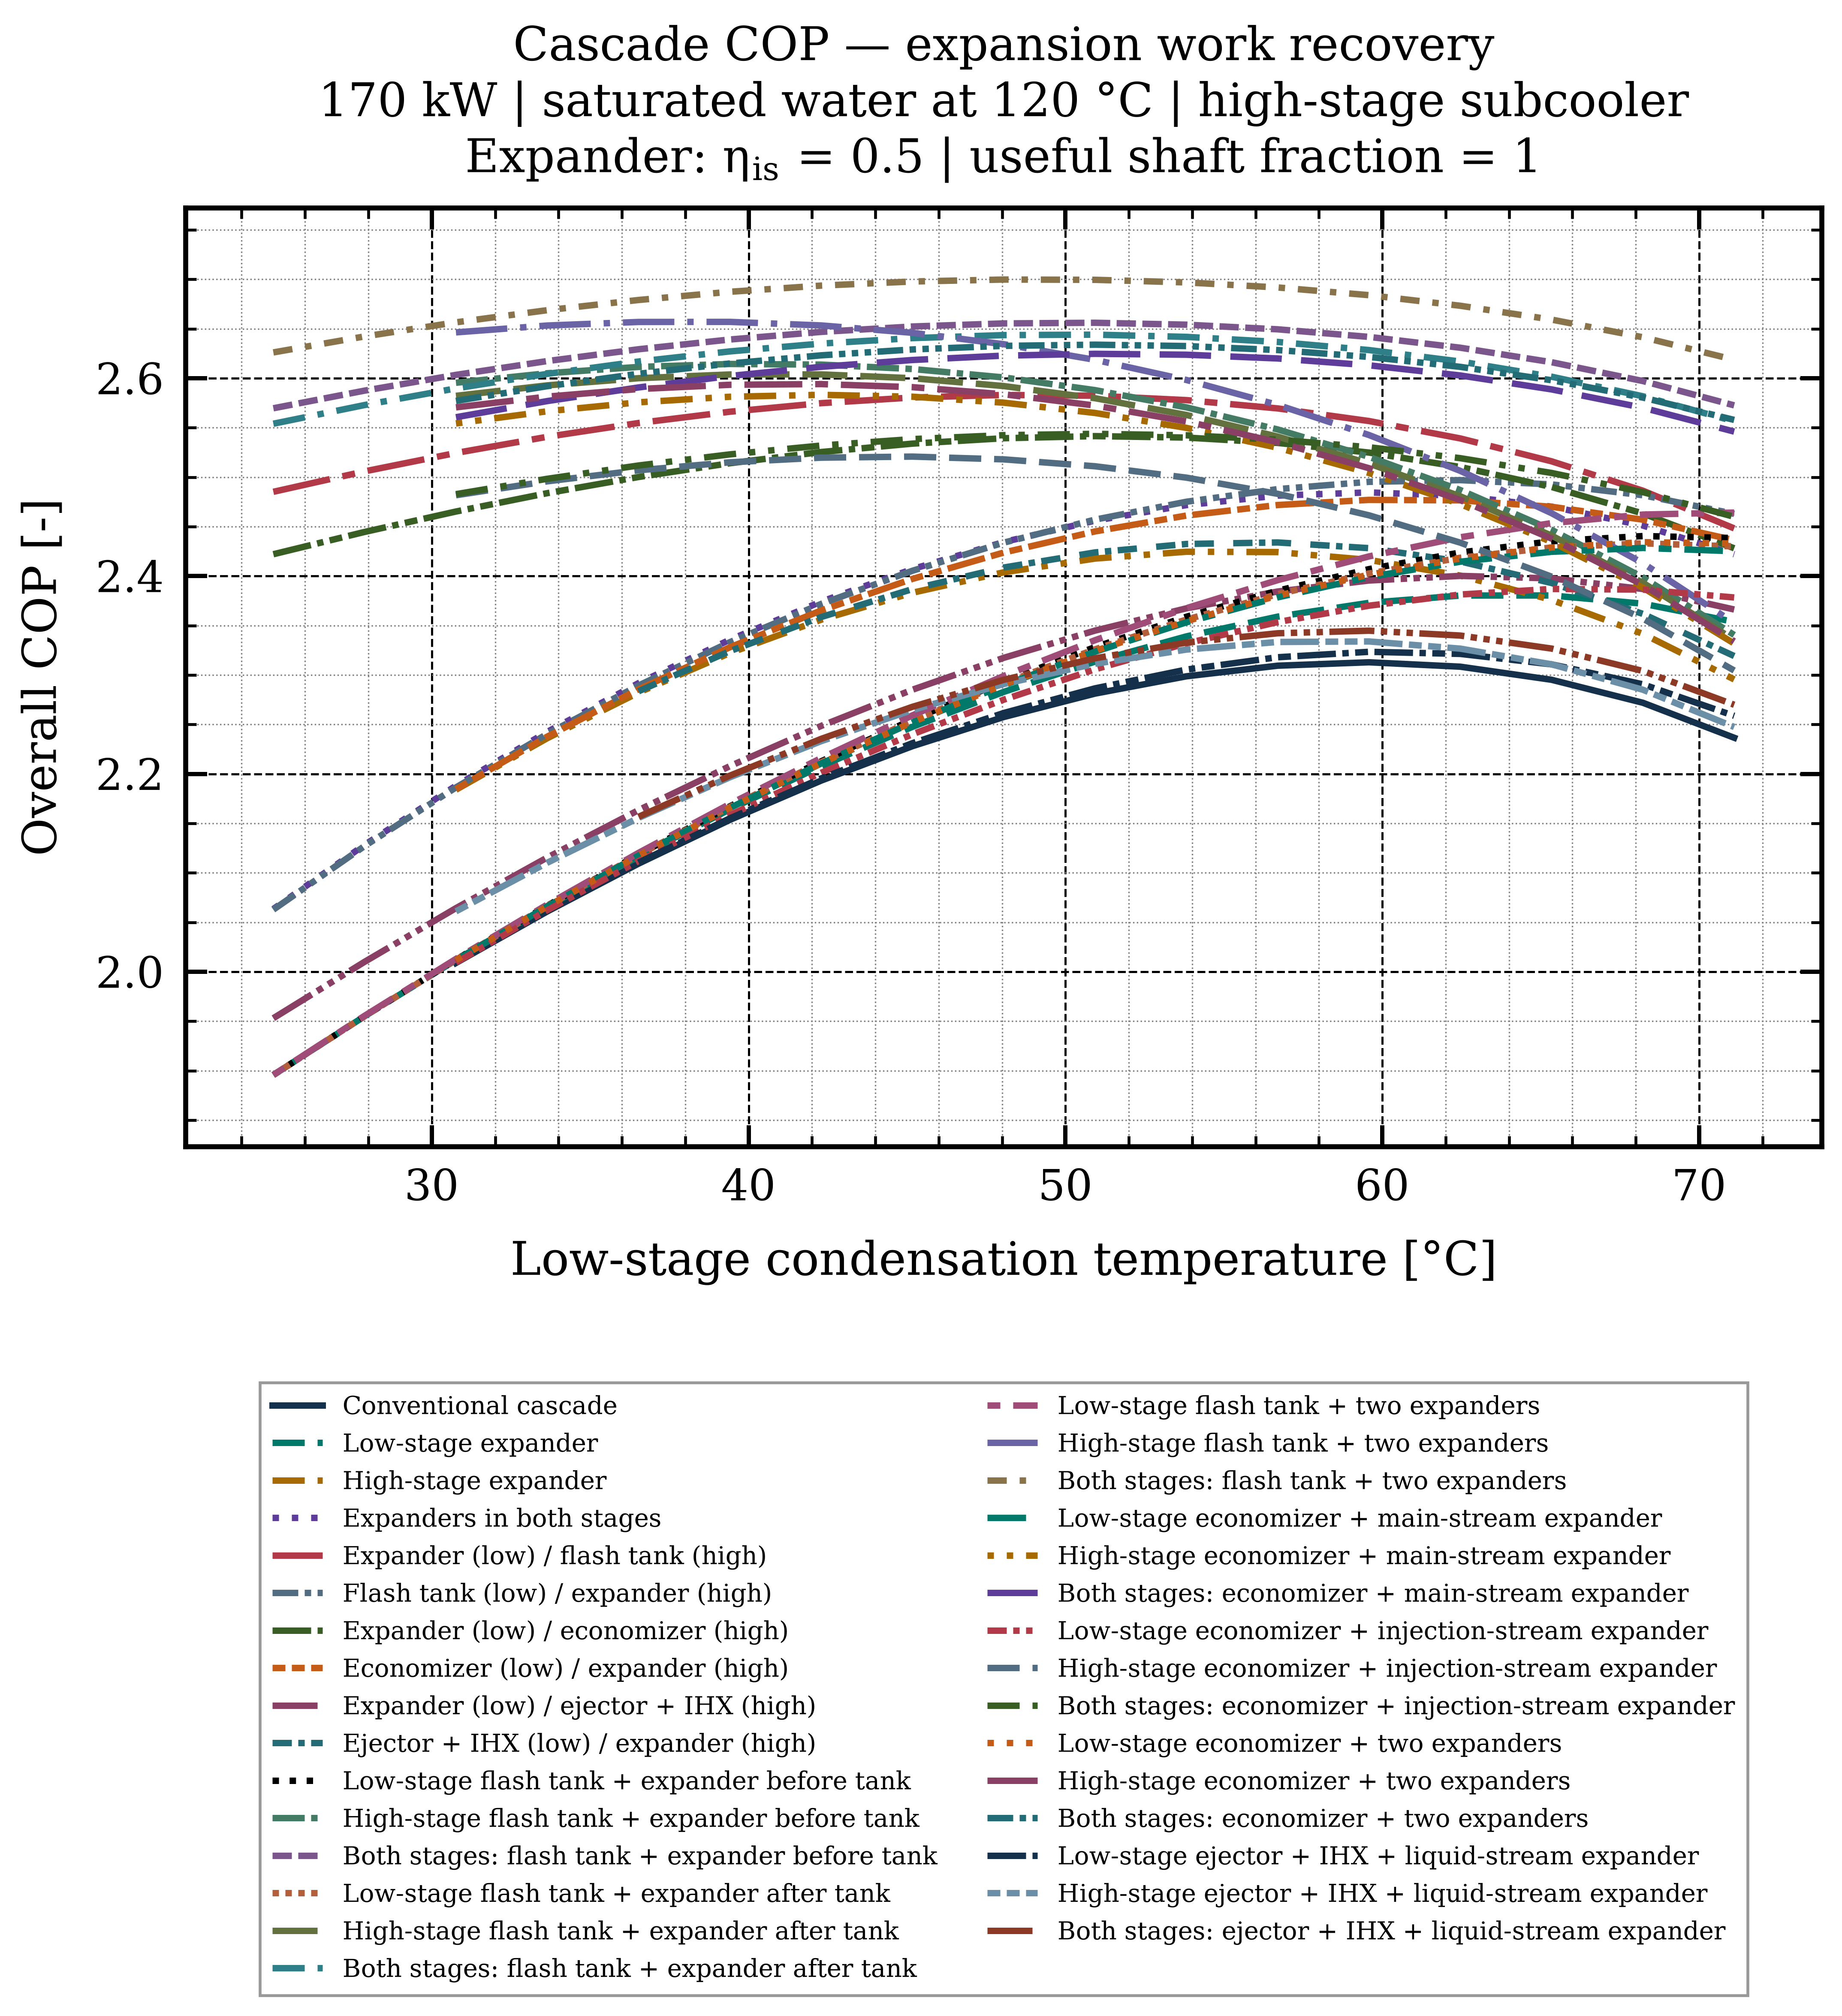 Cascade COP — expansion work recovery
170 kW | saturated water at 120 °C | high-stage subcooler
Expander: ηis = 0.5 | useful shaft fraction = 1
Overall COP [-]
2.6
2.4
2.2
2.0
30 40 50 60 70
Low-stage condensation temperature [°C]
Conventional cascade
Low-stage expander
High-stage expander
Expanders in both stages
Expander (low) / flash tank (high)
Flash tank (low) / expander (high)
Expander (low) / economizer (high)
Economizer (low) / expander (high)
Expander (low) / ejector + IHX (high)
Ejector + IHX (low) / expander (high)
Low-stage flash tank + expander before tank
High-stage flash tank + expander before tank
Both stages: flash tank + expander before tank
Low-stage flash tank + expander after tank
High-stage flash tank + expander after tank
Both stages: flash tank + expander after tank
Low-stage flash tank + two expanders
High-stage flash tank + two expanders
Both stages: flash tank + two expanders
Low-stage economizer + main-stream expander
High-stage economizer + main-stream expander
Both stages: economizer + main-stream expander
Low-stage economizer + injection-stream expander
High-stage economizer + injection-stream expander
Both stages: economizer + injection-stream expander
Low-stage economizer + two expanders
High-stage economizer + two expanders
Both stages: economizer + two expanders
Low-stage ejector + IHX + liquid-stream expander
High-stage ejector + IHX + liquid-stream expander
Both stages: ejector + IHX + liquid-stream expander